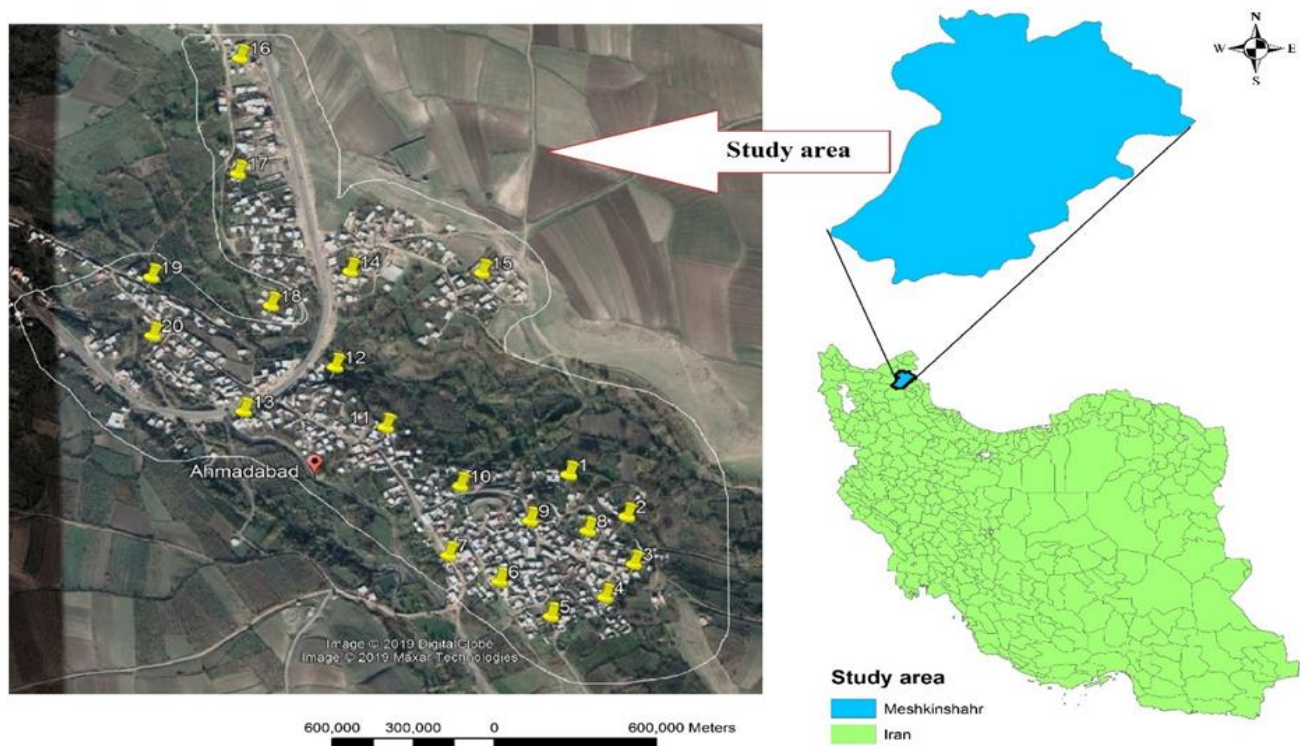 16
17
14
15
19
18
20
12
13
11
Ahmadabad
1
10
2
9
8
7
3
6
4
5
Image © 2019 DigitalGlobe
Image © 2019 Maxar Technologies
Study area
N
W E
S
Study area
Meshkinshahr
Iran
600,000 300,000 0 600,000 Meters